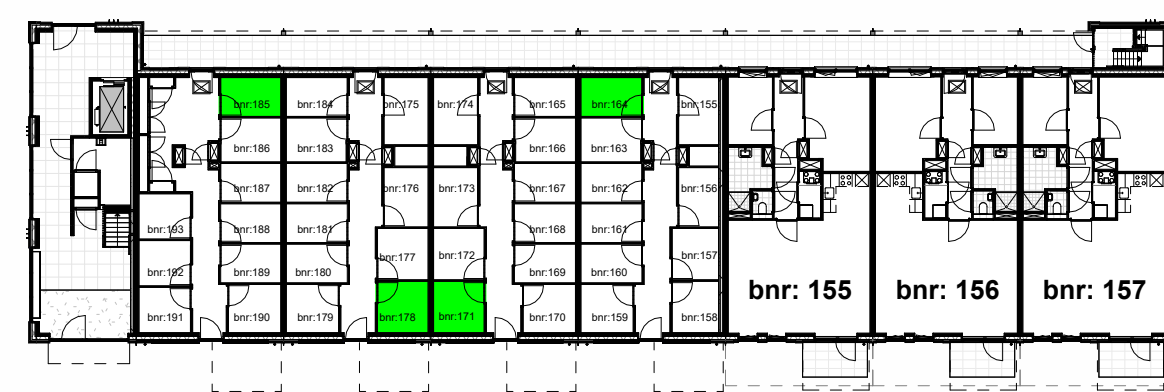 bnr:185 bnr:184 bnr:175 bnr:174 bnr:165 bnr:164 bnr:155
bnr:186 bnr:183 bnr:166 bnr:163
bnr:187 bnr:182 bnr:176 bnr:173 bnr:167 bnr:162 bnr:156
bnr:193 bnr:188 bnr:181 bnr:168 bnr:161
bnr:177 bnr:172 bnr:157
bnr:192 bnr:189 bnr:180 bnr:169 bnr:160
bnr: 155 bnr: 156 bnr: 157
bnr:191 bnr:190 bnr:179 bnr:178 bnr:171 bnr:170 bnr:159 bnr:158